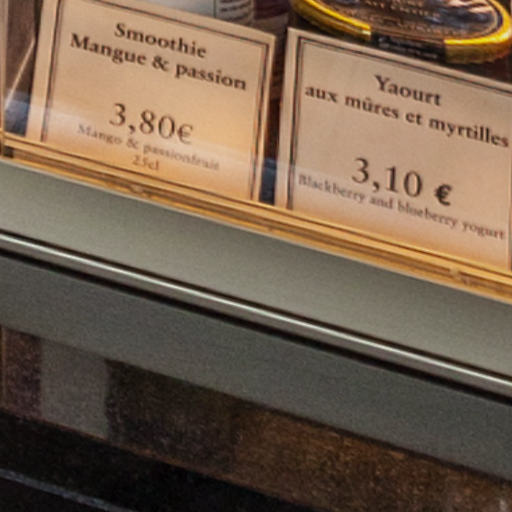 Smoothie
Mangue & passion
3,80€
Mango & passionfruit
25cl
Yaourt
aux mûres et myrtilles
3,10 €
Blackberry and blueberry yogurt